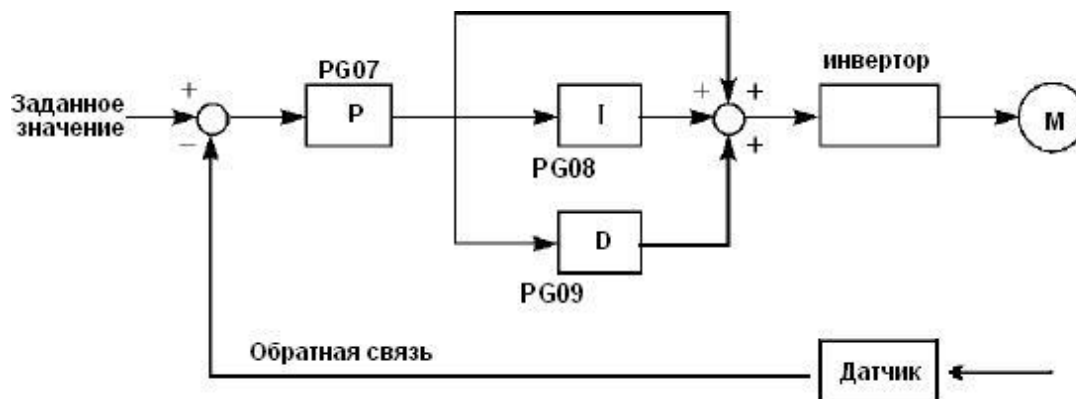 PG07
инвертор
+
+
+
Заданное
значение
P
I
M
−
+
PG08
D
PG09
Обратная связь
Датчик